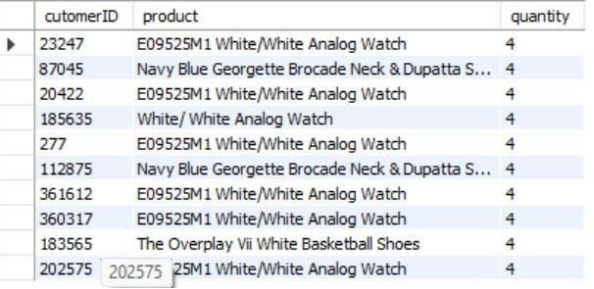 cutomerID product quantity
23247 E09525M1 White/White Analog Watch 4
87045 Navy Blue Georgette Brocade Neck & Dupatta S... 4
20422 E09525M1 White/White Analog Watch 4
185635 White/ White Analog Watch 4
277 E09525M1 White/White Analog Watch 4
112875 Navy Blue Georgette Brocade Neck & Dupatta S... 4
361612 E09525M1 White/White Analog Watch 4
360317 E09525M1 White/White Analog Watch 4
183565 The Overplay Vii White Basketball Shoes 4
202575 202575 25M1 White/White Analog Watch 4